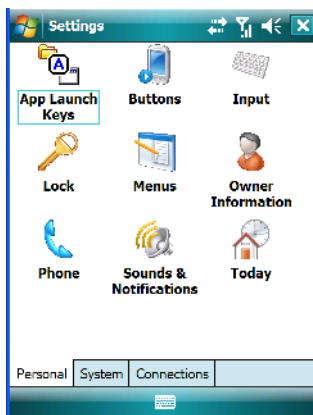 Settings
App Launch Keys
Buttons
Input
Lock
Menus
Owner Information
Phone
Sounds & Notifications
Today
Personal System Connections